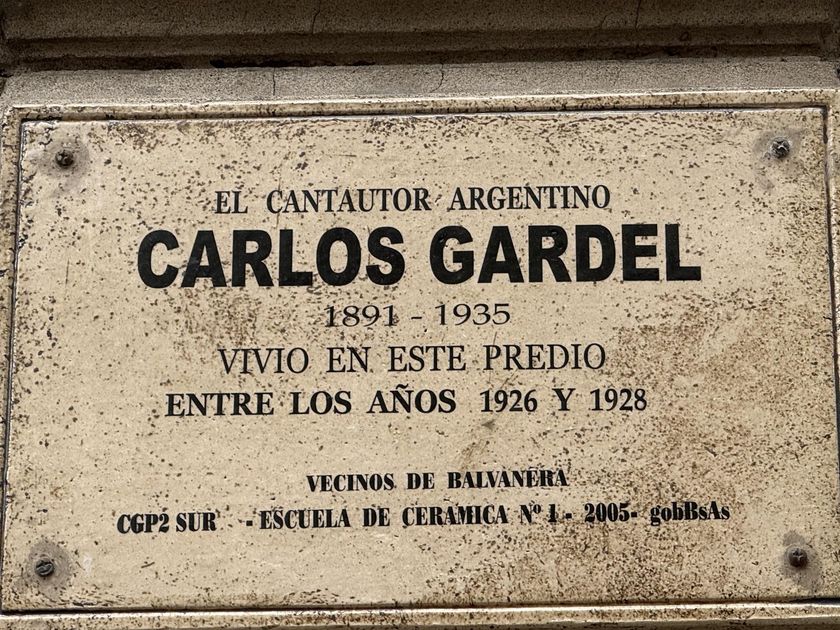 EL CANTAUTOR ARGENTINO
CARLOS GARDEL
1891 - 1935
VIVIO EN ESTE PREDIO
ENTRE LOS AÑOS 1926 Y 1928
VECINOS DE BALVANERA
CGP2 SUR - ESCUELA DE CERAMICA Nº 1 - 2005- gobBsAs